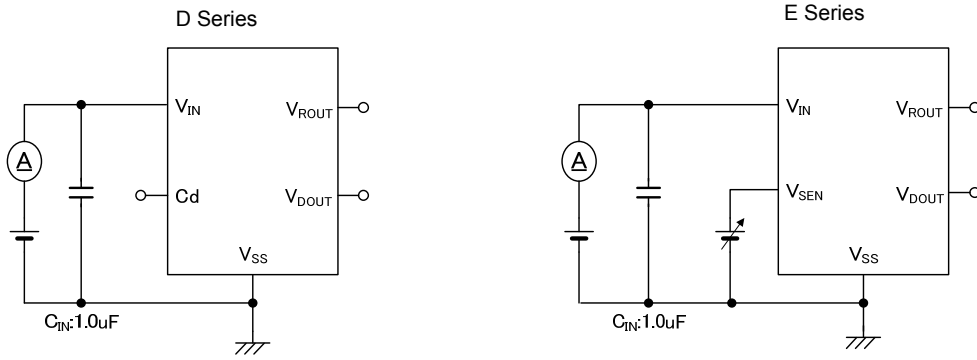 D Series
A
V_IN
V_ROUT
Cd
V_DOUT
V_SS
C_IN:1.0uF
E Series
A
V_IN
V_ROUT
V_SEN
V_DOUT
V_SS
C_IN:1.0uF